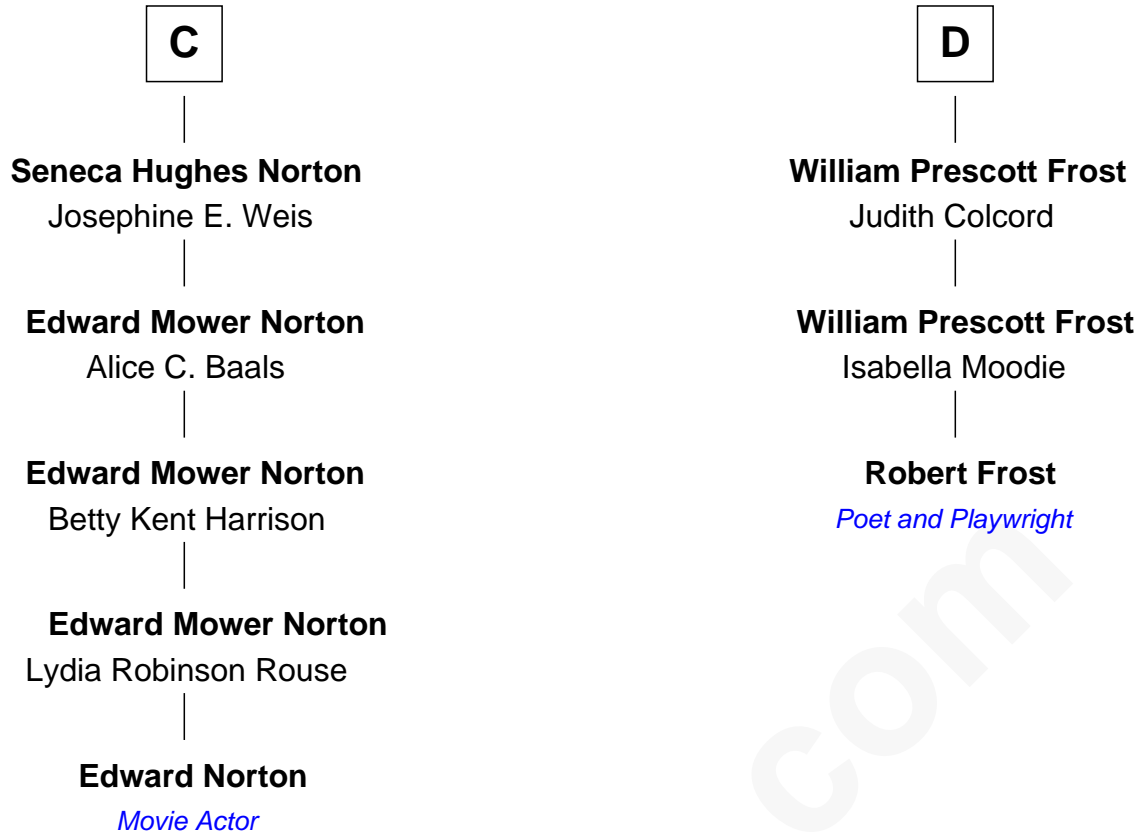 C
Seneca Hughes Norton
Josephine E. Weis
Edward Mower Norton
Alice C. Baals
Edward Mower Norton
Betty Kent Harrison
Edward Mower Norton
Lydia Robinson Rouse
Edward Norton
Movie Actor
D
William Prescott Frost
Judith Colcord
William Prescott Frost
Isabella Moodie
Robert Frost
Poet and Playwright
com